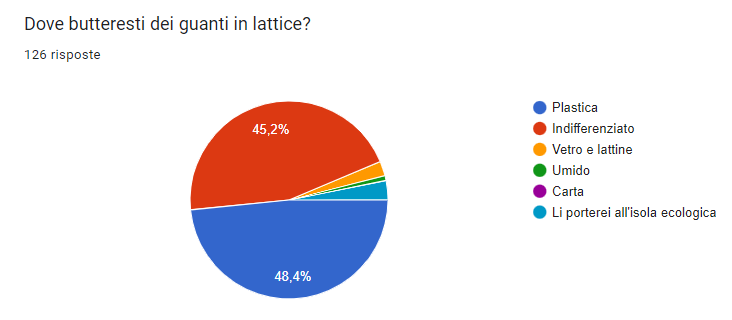 Dove butteresti dei guanti in lattice?
126 risposte
45,2%
48,4%
Plastica
Indifferenziato
Vetro e lattine
Umido
Carta
Li porterei all'isola ecologica